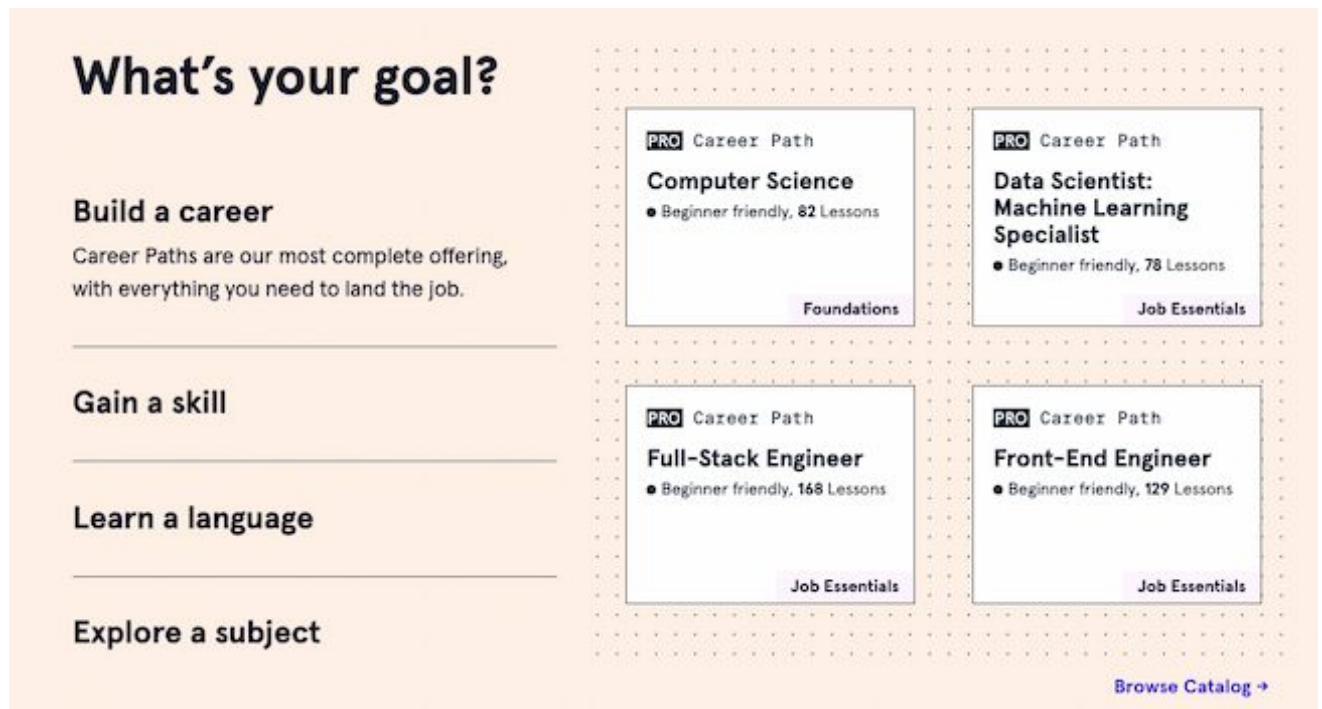 What's your goal?
Build a career
Career Paths are our most complete offering,
with everything you need to land the job.
Gain a skill
Learn a language
Explore a subject
PRO Career Path
Computer Science
Beginner friendly, 82 Lessons
Foundations
PRO Career Path
Data Scientist:
Machine Learning
Specialist
Beginner friendly, 78 Lessons
Job Essentials
PRO Career Path
Full-Stack Engineer
Beginner friendly, 168 Lessons
Job Essentials
PRO Career Path
Front-End Engineer
Beginner friendly, 129 Lessons
Job Essentials
Browse Catalog →